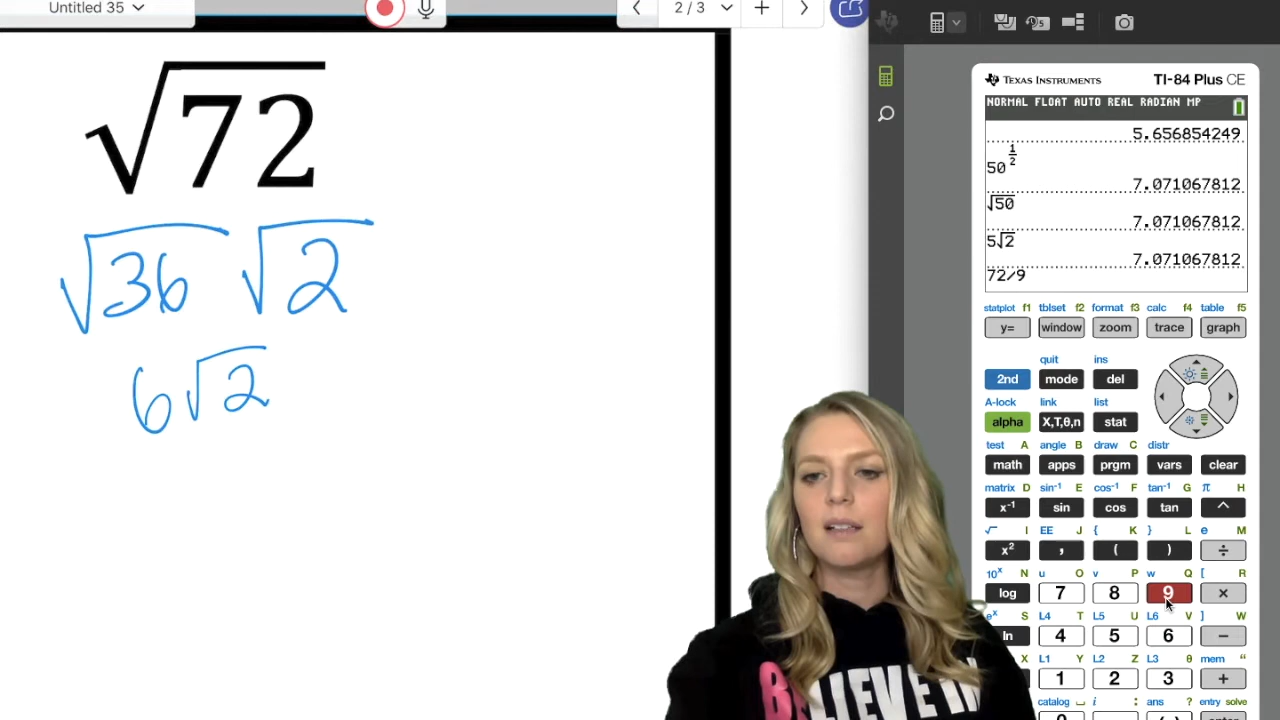 Untitled 35
2 / 3
√72
√36 √2
6√2
TEXAS INSTRUMENTS TI-84 Plus CE
NORMAL FLOAT AUTO REAL RADIAN MP
5.656854249
50^(1/2)
7.071067812
√50
7.071067812
5√2
7.071067812
72/9
statplot f1 tblset f2 format f3 calc f4 table f5
y= window zoom trace graph
quit ins
2nd mode del
A-lock link list
alpha X,T,θ,n stat
test A angle B draw C distr
math apps prgm vars clear
matrix D sin⁻¹ E cos⁻¹ F tan⁻¹ G π H
x⁻¹ sin cos tan ^
√ I EE J { K } L e M
x² , ( ) ÷
10ˣ N u O v P w Q [ R
log 7 8 9 ×
eˣ S L4 T L5 U L6 V ] W
ln 4 5 6 −
X L1 Y L2 Z L3 θ mem “
1 2 3 +
catalog ⎵ i : ans ? entry solve
0 . (-) enter
BELIEVE IN